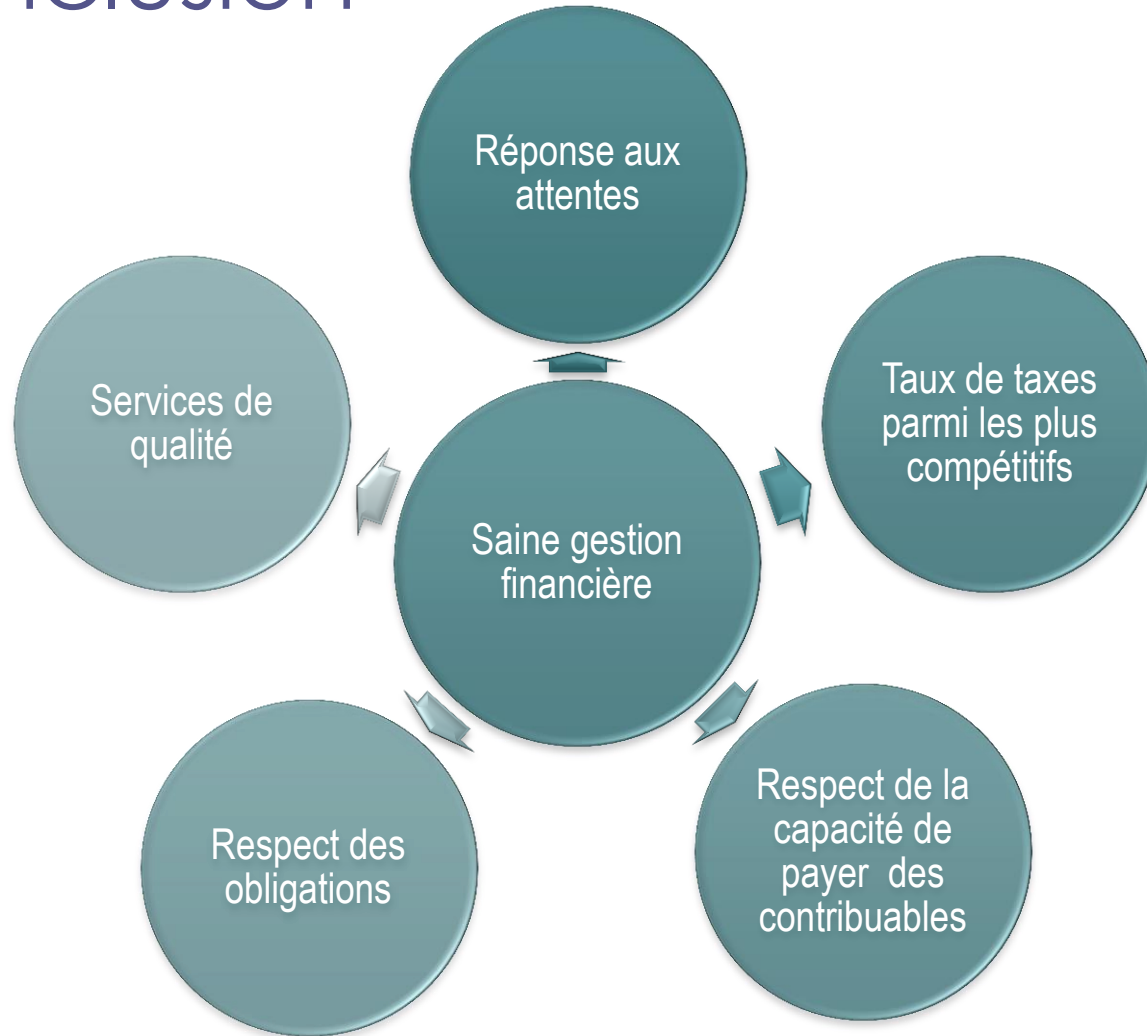 Réponse aux
attentes
Services de
qualité
Taux de taxes
parmi les plus
compétitifs
Saine gestion
financière
Respect des
obligations
Respect de la
capacité de
payer des
contribuables